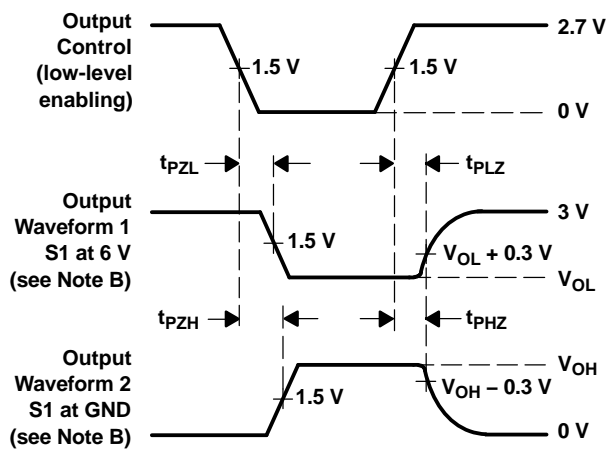 Output
Control
(low-level
enabling)
1.5 V
1.5 V
2.7 V
0 V
tPZL
tPLZ
Output
Waveform 1
S1 at 6 V
(see Note B)
1.5 V
3 V
VOL + 0.3 V
VOL
tPZH
tPHZ
Output
Waveform 2
S1 at GND
(see Note B)
1.5 V
VOH
VOH – 0.3 V
0 V